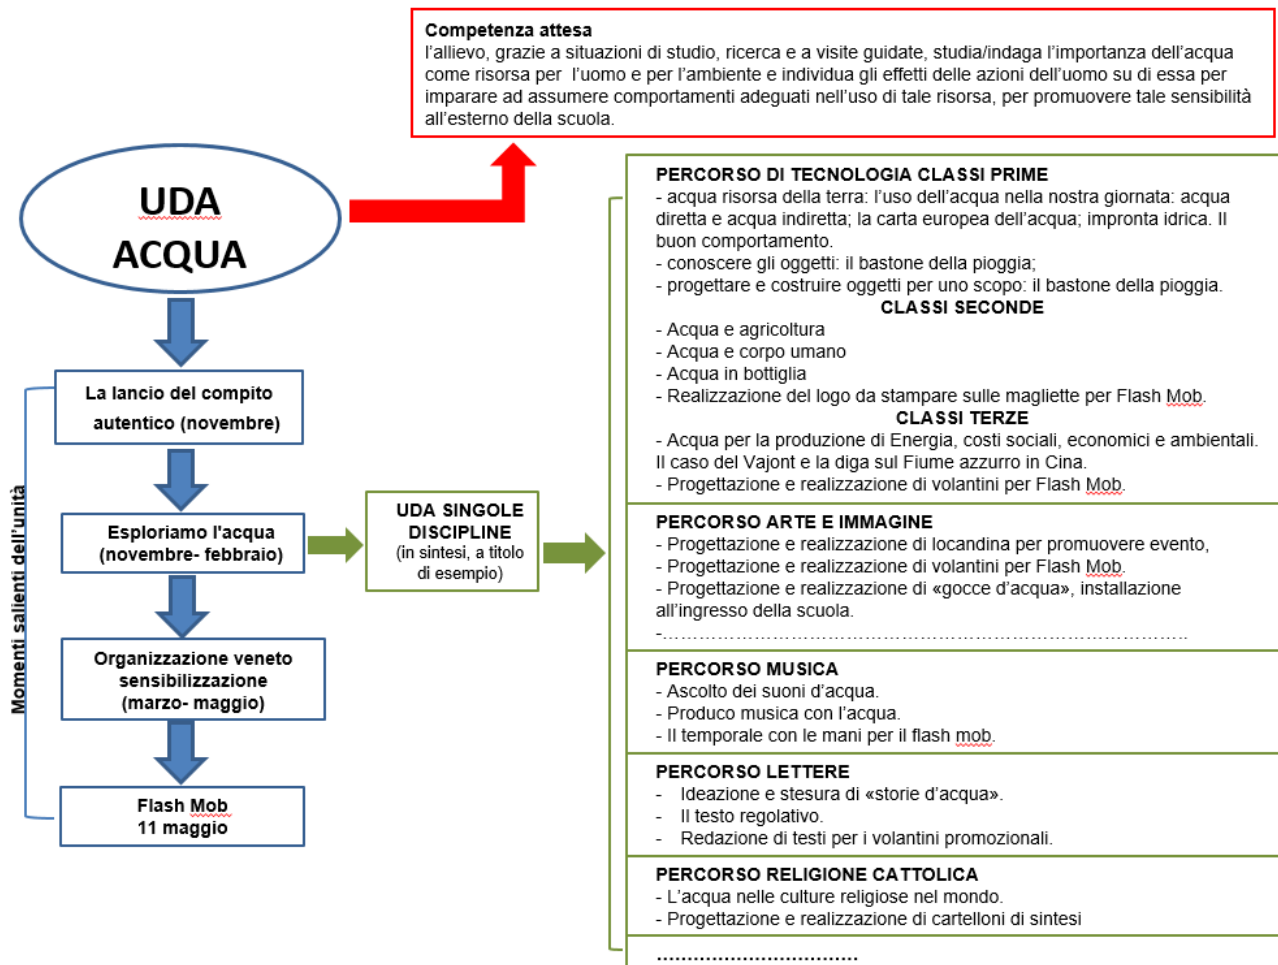 Competenza attesa
l’allievo, grazie a situazioni di studio, ricerca e a visite guidate, studia/indaga l’importanza dell’acqua
come risorsa per l’uomo e per l’ambiente e individua gli effetti delle azioni dell’uomo su di essa per
imparare ad assumere comportamenti adeguati nell’uso di tale risorsa, per promuovere tale sensibilità
all’esterno della scuola.
UDA
ACQUA
La lancio del compito
autentico (novembre)
Esploriamo l'acqua
(novembre- febbraio)
Organizzazione veneto
sensibilizzazione
(marzo- maggio)
Flash Mob
11 maggio
Momenti salienti dell’unità
UDA SINGOLE
DISCIPLINE
(in sintesi, a titolo
di esempio)
PERCORSO DI TECNOLOGIA CLASSI PRIME
- acqua risorsa della terra: l’uso dell’acqua nella nostra giornata: acqua
diretta e acqua indiretta; la carta europea dell’acqua; impronta idrica. Il
buon comportamento.
- conoscere gli oggetti: il bastone della pioggia;
- progettare e costruire oggetti per uno scopo: il bastone della pioggia.
CLASSI SECONDE
- Acqua e agricoltura
- Acqua e corpo umano
- Acqua in bottiglia
- Realizzazione del logo da stampare sulle magliette per Flash Mob.
CLASSI TERZE
- Acqua per la produzione di Energia, costi sociali, economici e ambientali.
Il caso del Vajont e la diga sul Fiume azzurro in Cina.
- Progettazione e realizzazione di volantini per Flash Mob.
PERCORSO ARTE E IMMAGINE
- Progettazione e realizzazione di locandina per promuovere evento,
- Progettazione e realizzazione di volantini per Flash Mob.
- Progettazione e realizzazione di «gocce d’acqua», installazione
all’ingresso della scuola.
-……………………………………………………………………..
PERCORSO MUSICA
- Ascolto dei suoni d’acqua.
- Produco musica con l’acqua.
- Il temporale con le mani per il flash mob.
PERCORSO LETTERE
- Ideazione e stesura di «storie d’acqua».
- Il testo regolativo.
- Redazione di testi per i volantini promozionali.
PERCORSO RELIGIONE CATTOLICA
- L’acqua nelle culture religiose nel mondo.
- Progettazione e realizzazione di cartelloni di sintesi
……………………………